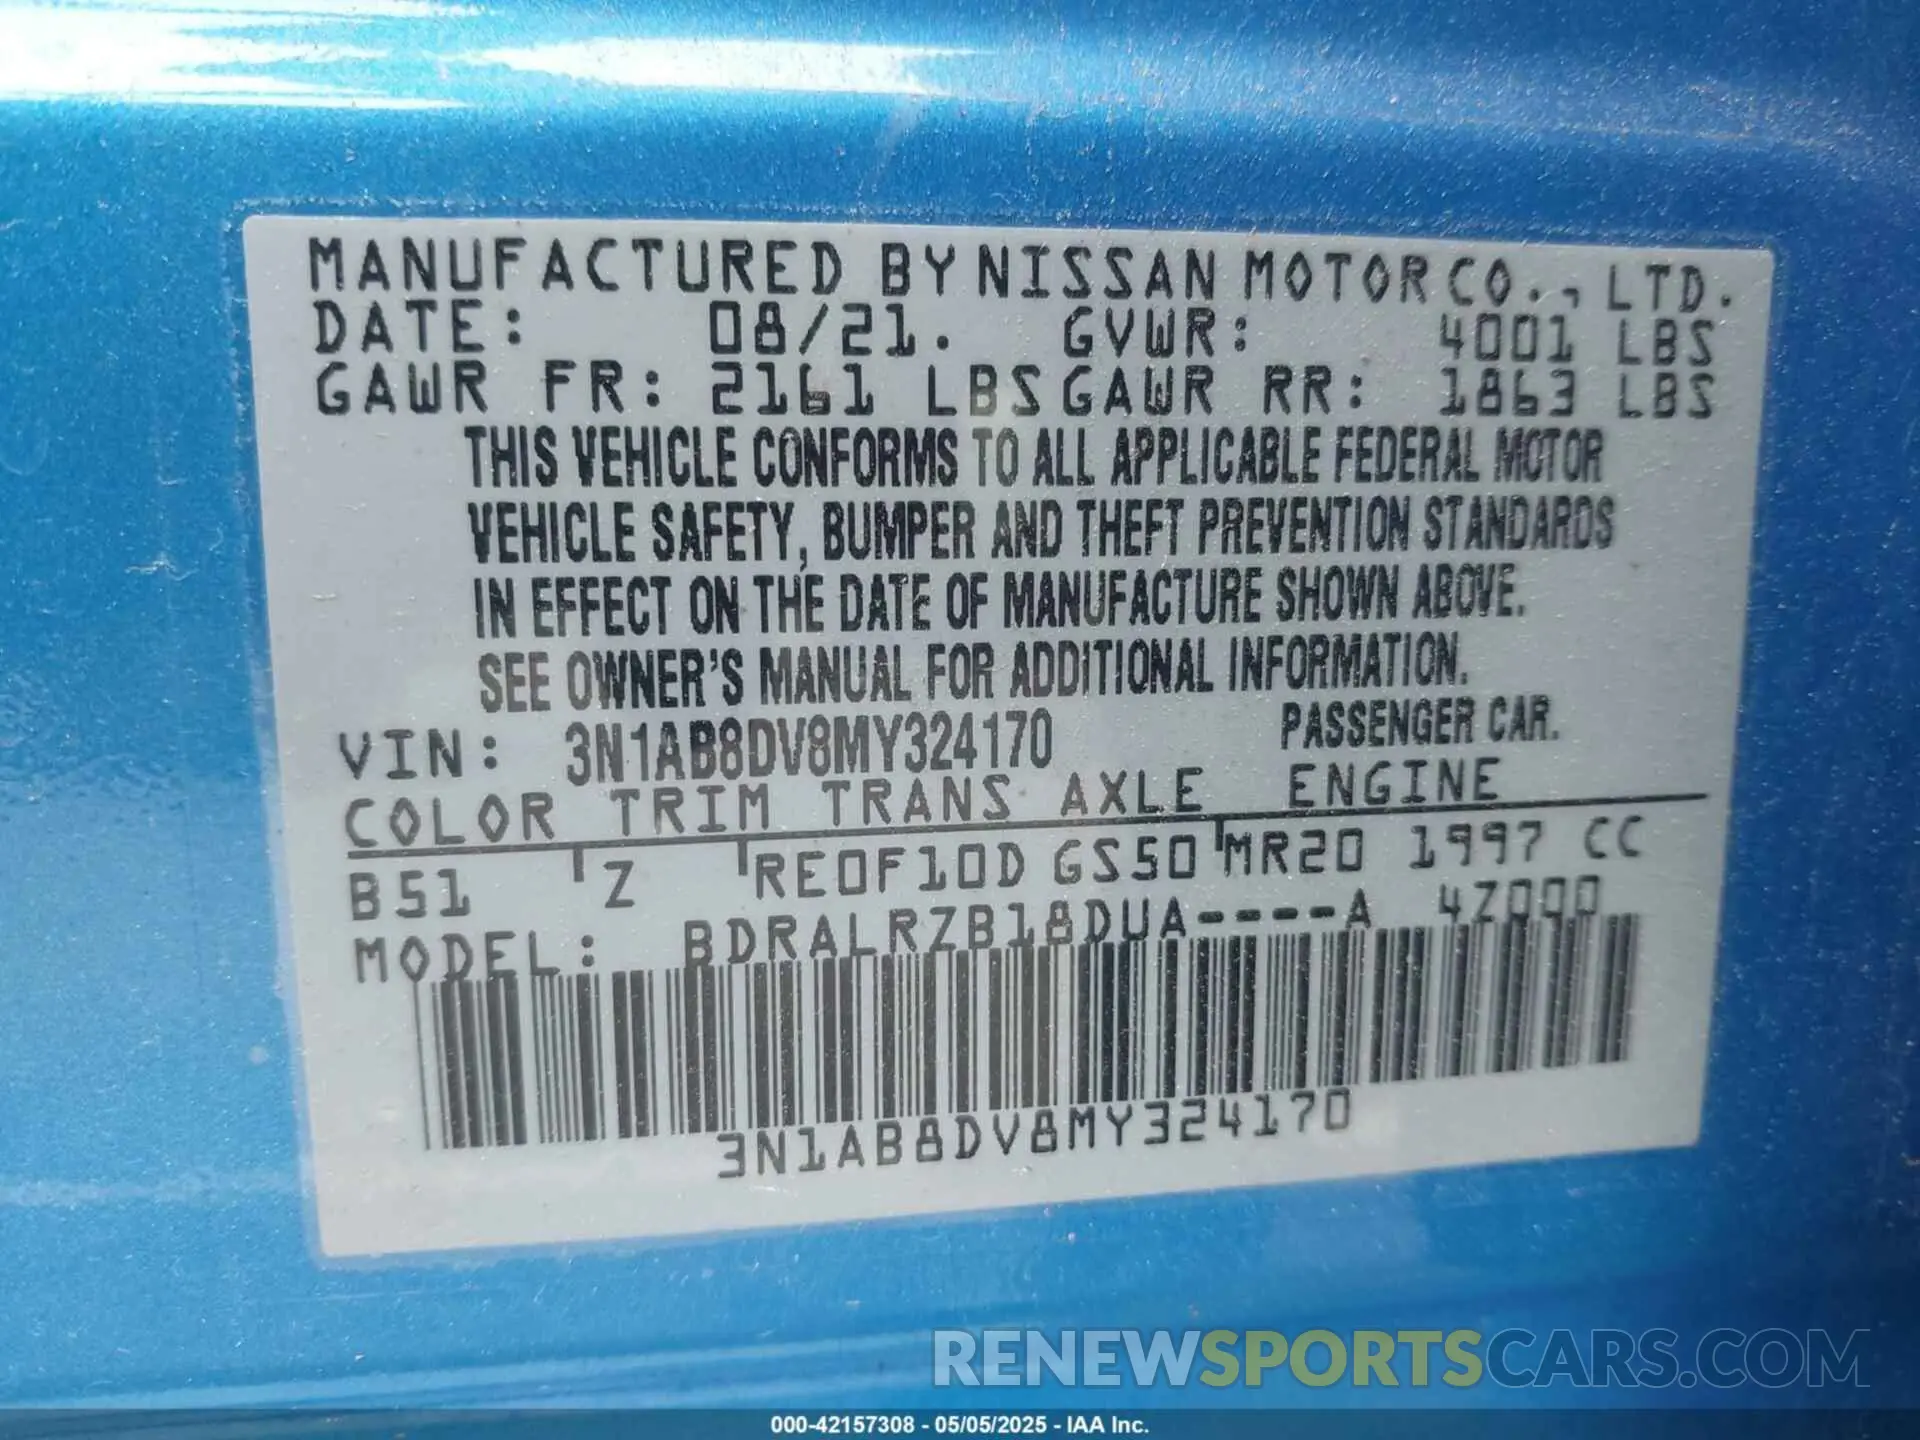 MANUFACTURED BY NISSAN MOTOR CO., LTD.
DATE: 08/21. GVWR: 4001 LBS
GAWR FR: 2161 LBS GAWR RR: 1863 LBS
THIS VEHICLE CONFORMS TO ALL APPLICABLE FEDERAL MOTOR
VEHICLE SAFETY, BUMPER AND THEFT PREVENTION STANDARDS
IN EFFECT ON THE DATE OF MANUFACTURE SHOWN ABOVE.
SEE OWNER'S MANUAL FOR ADDITIONAL INFORMATION.
VIN: 3N1AB8DV8MY324170 PASSENGER CAR.
COLOR TRIM TRANS AXLE ENGINE
B51 Z RE0F10D GS50 MR20 1997 CC
MODEL: BDRALRZB18DUA----A 4Z000
3N1AB8DV8MY324170
RENEWSPORTSCARS.COM
000-42157308 - 05/05/2025 - IAA Inc.